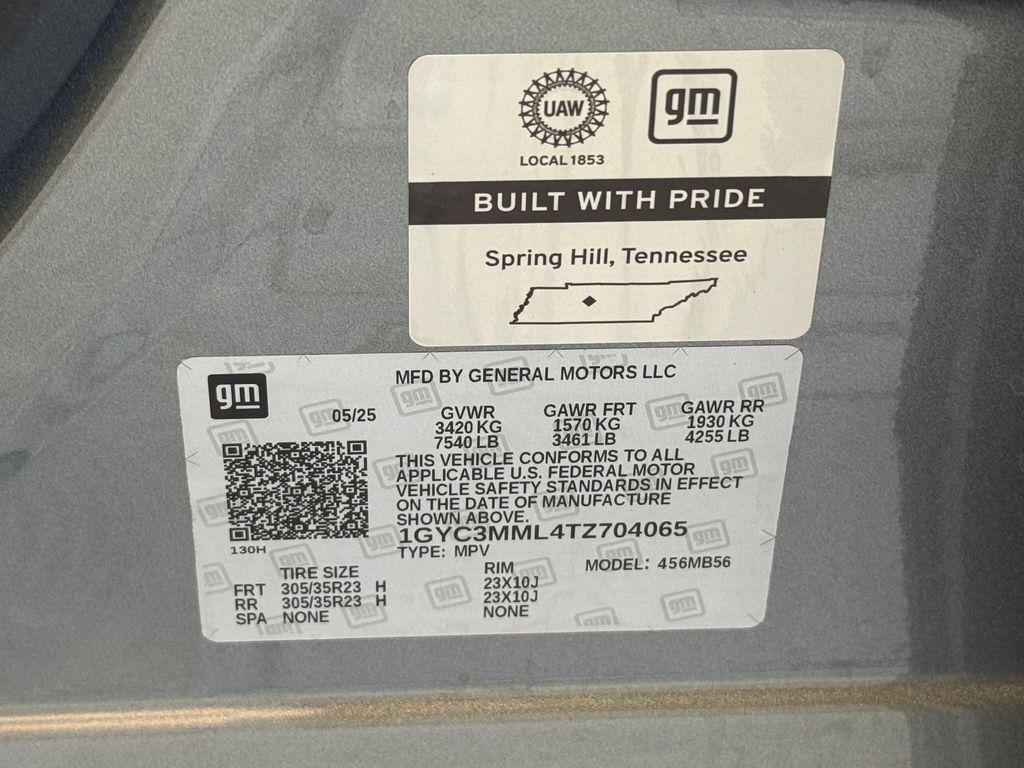 UAW
gm
LOCAL 1853
BUILT WITH PRIDE
Spring Hill, Tennessee
gm
MFD BY GENERAL MOTORS LLC
05/25
GVWR
3420 KG
7540 LB
GAWR FRT
1570 KG
3461 LB
GAWR RR
1930 KG
4255 LB
THIS VEHICLE CONFORMS TO ALL
APPLICABLE U.S. FEDERAL MOTOR
VEHICLE SAFETY STANDARDS IN EFFECT
ON THE DATE OF MANUFACTURE
SHOWN ABOVE.
1GYC3MML4TZ704065
TYPE: MPV
MODEL: 456MB56
130H
TIRE SIZE RIM
FRT 305/35R23 H 23X10J
RR 305/35R23 H 23X10J
SPA NONE NONE